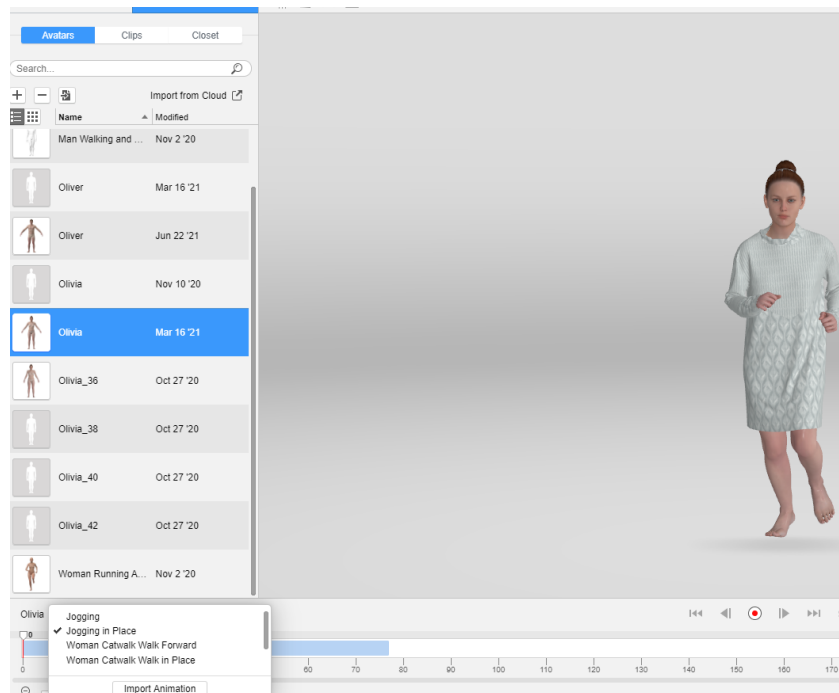 Avatars Clips Closet
Search...
Import from Cloud
Name Modified
Man Walking and ... Nov 2 '20
Oliver Mar 16 '21
Oliver Jun 22 '21
Olivia Nov 10 '20
Olivia Mar 16 '21
Olivia_36 Oct 27 '20
Olivia_38 Oct 27 '20
Olivia_40 Oct 27 '20
Olivia_42 Oct 27 '20
Woman Running A... Nov 2 '20
Olivia
Jogging
Jogging in Place
Woman Catwalk Walk Forward
Woman Catwalk Walk in Place
Import Animation
0
0 60 70 80 90 100 110 120 130 140 150 160 170